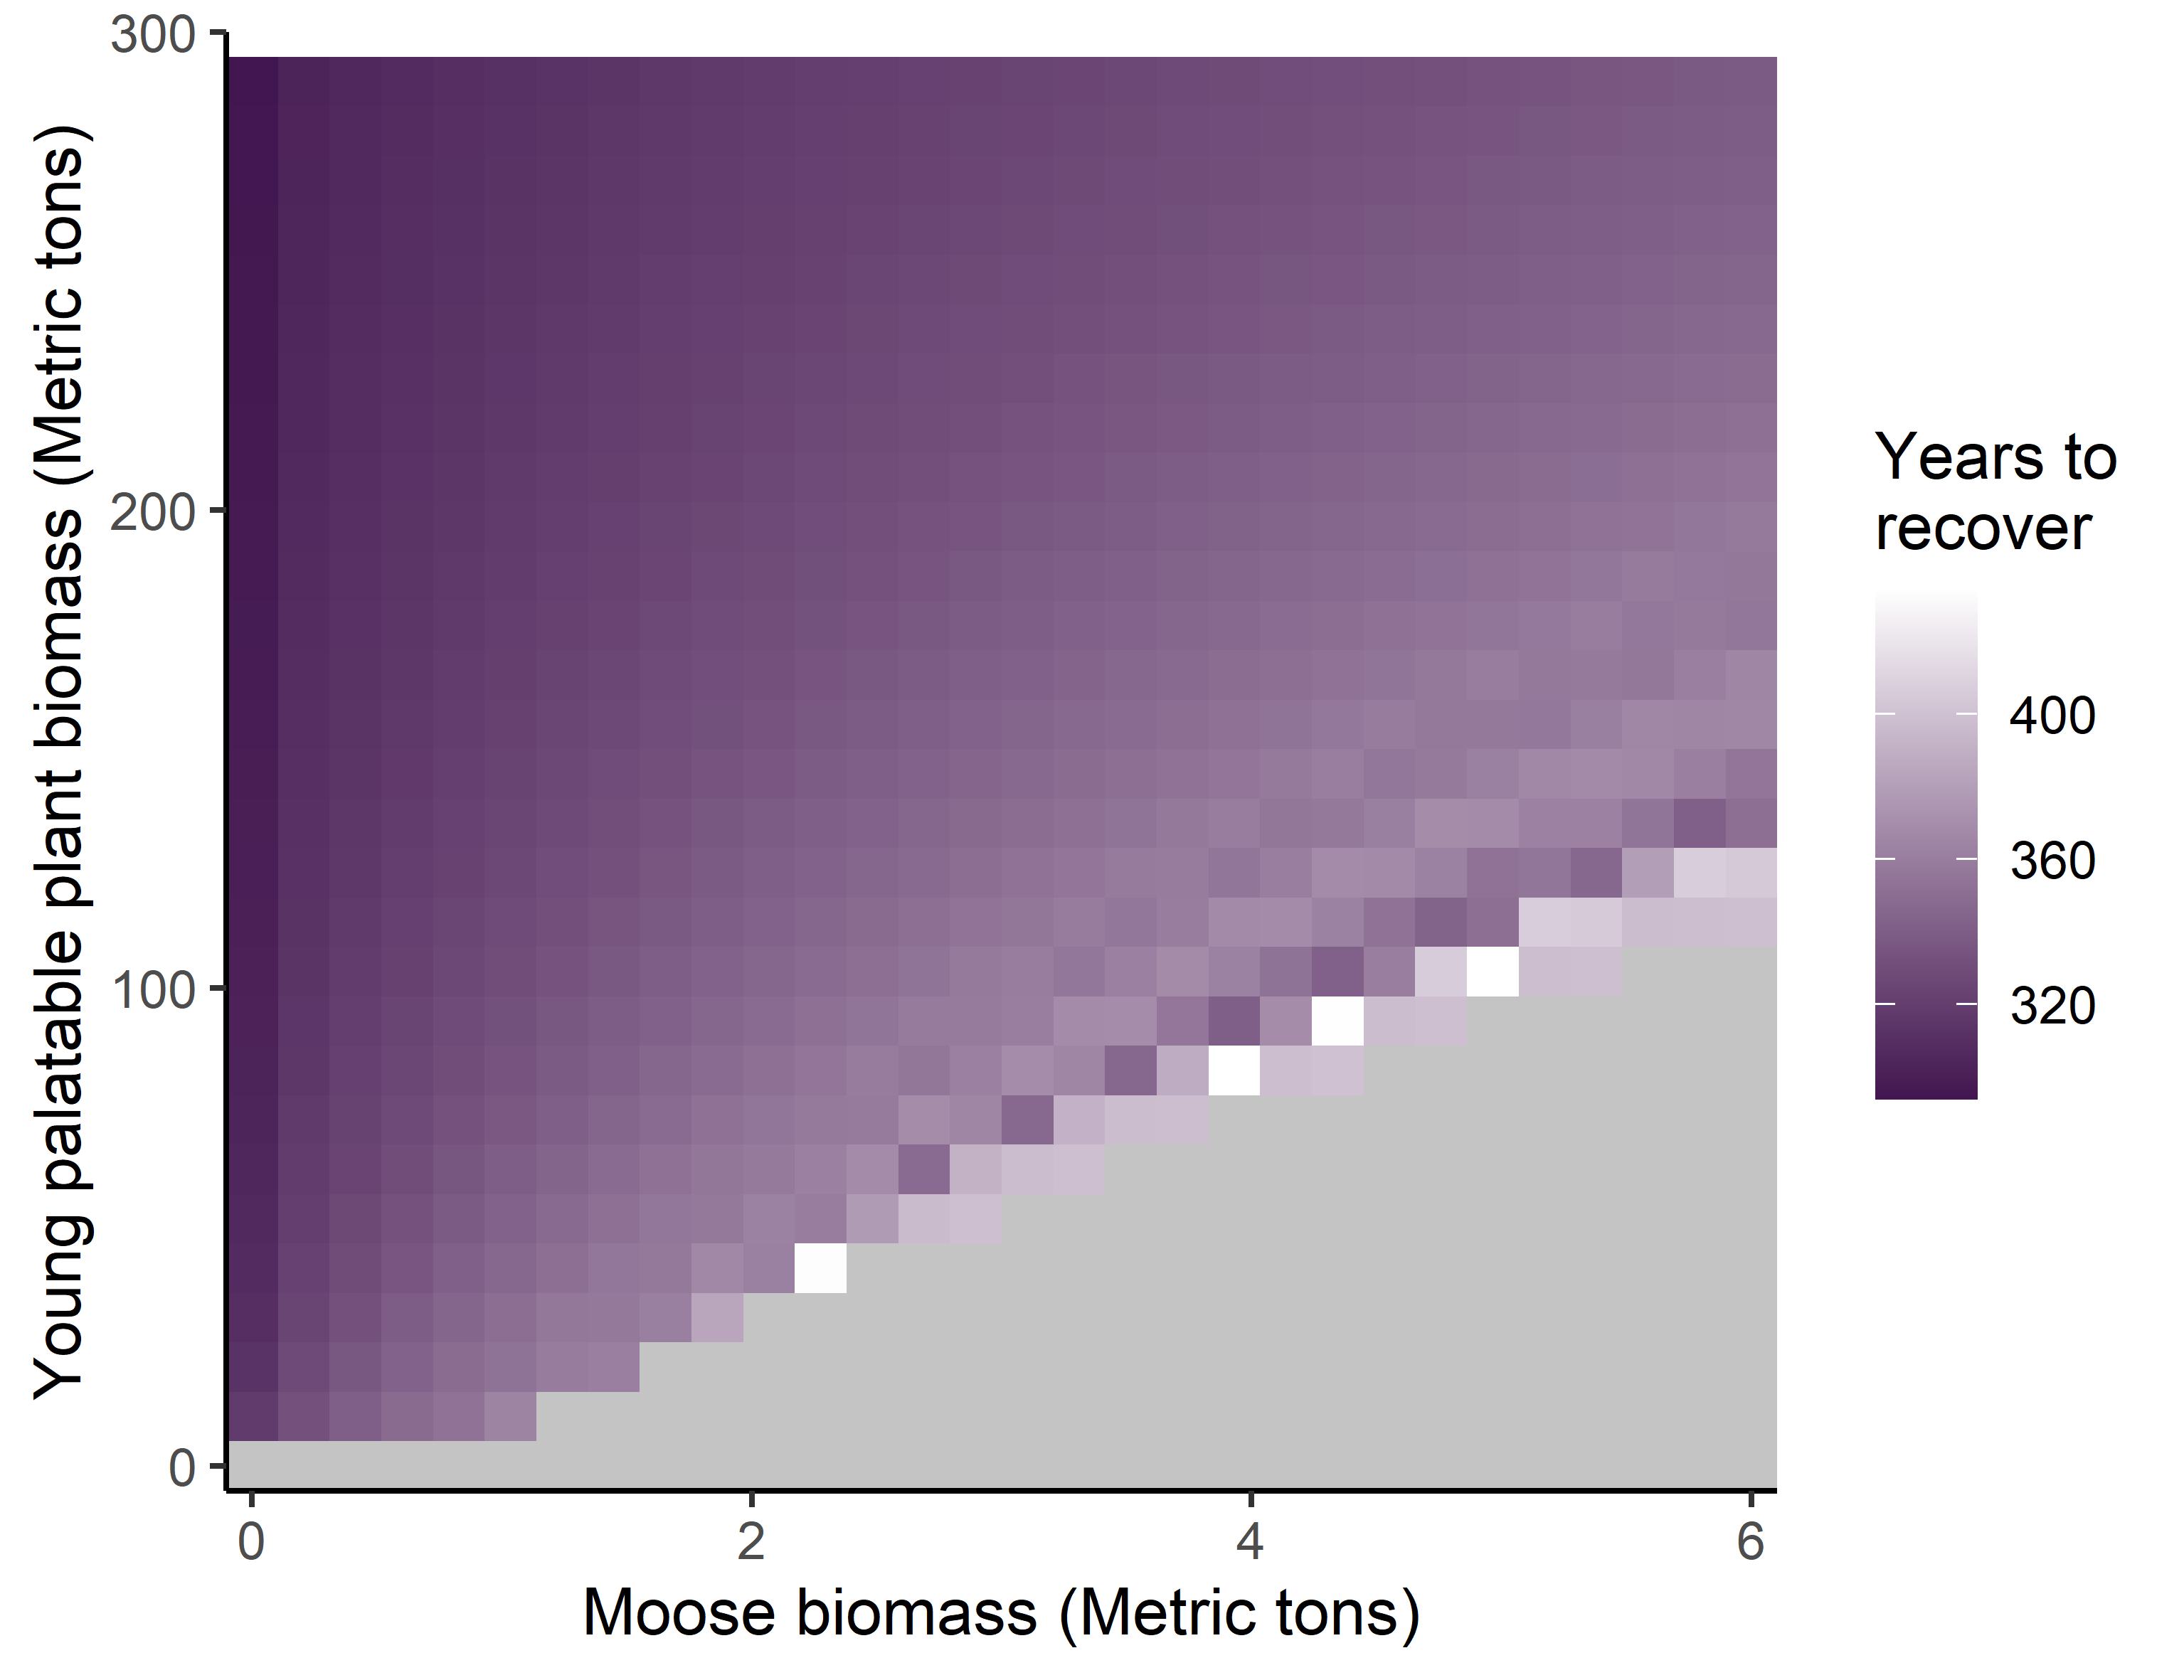 300
200
100
0
Young palatable plant biomass (Metric tons)
0 2 4 6
Moose biomass (Metric tons)
Years to
recover
400
360
320